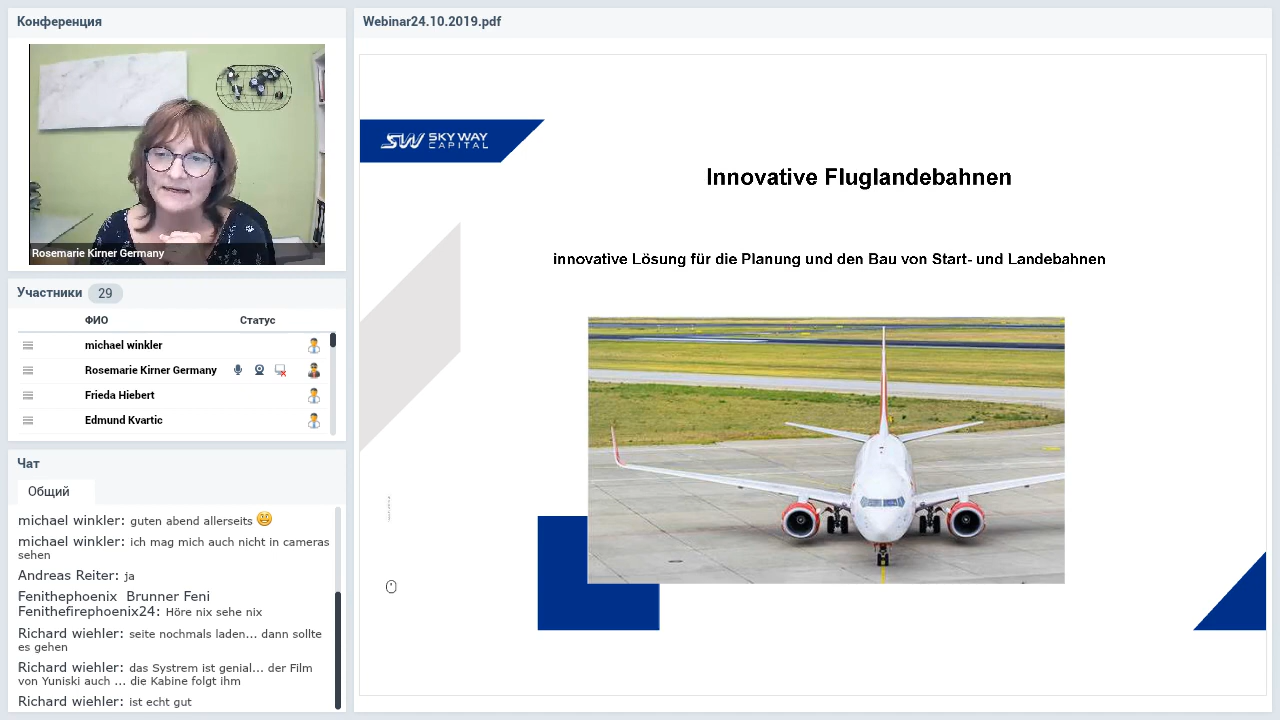 Конференция
Rosemarie Kirner Germany
Участники 29
ФИО Статус
michael winkler
Rosemarie Kirner Germany
Frieda Hiebert
Edmund Kvartic
Чат
Общий
michael winkler: guten abend allerseits
michael winkler: ich mag mich auch nicht in cameras
sehen
Andreas Reiter: ja
Fenithephoenix Brunner Feni
Fenithefirephoenix24: Höre nix sehe nix
Richard wiehler: seite nochmals laden... dann sollte
es gehen
Richard wiehler: das Systrem ist genial... der Film
von Yuniski auch ... die Kabine folgt ihm
Richard wiehler: ist echt gut
Webinar24.10.2019.pdf
SW SKY WAY
CAPITAL
Innovative Fluglandebahnen
innovative Lösung für die Planung und den Bau von Start- und Landebahnen